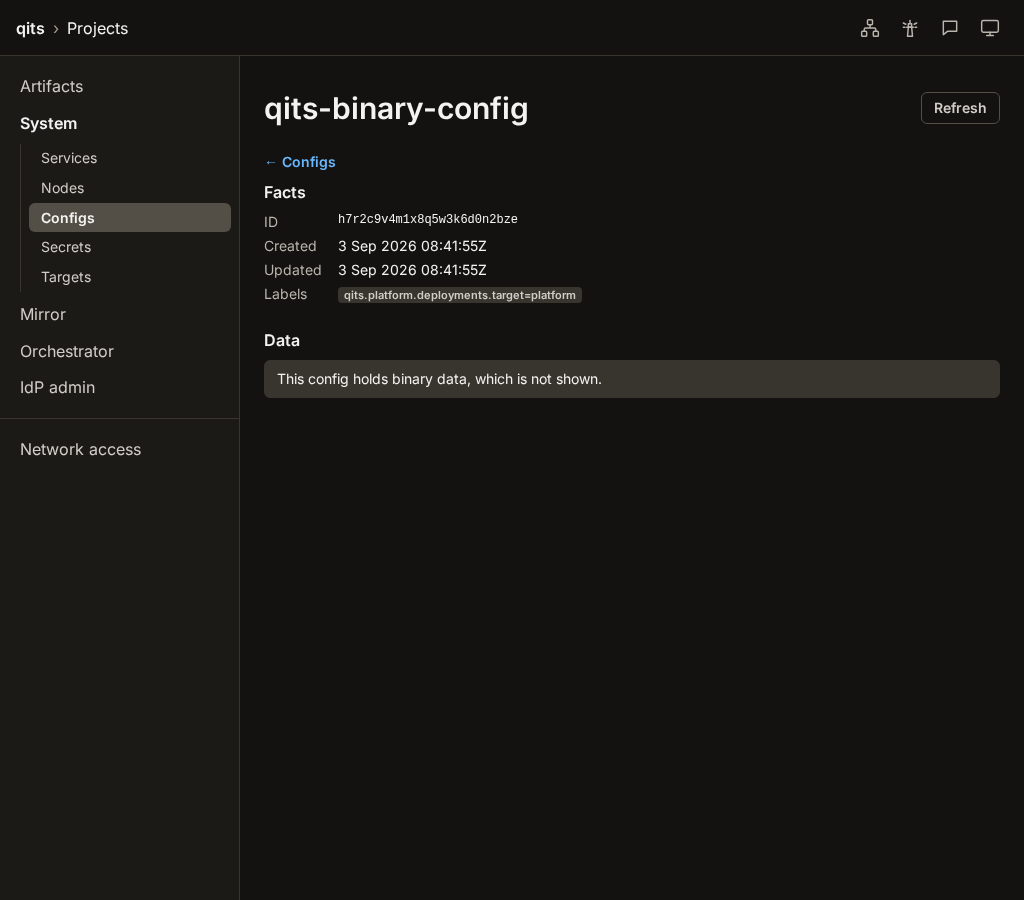 qits › Projects
Artifacts
System
Services
Nodes
Configs
Secrets
Targets
Mirror
Orchestrator
IdP admin
Network access
qits-binary-config
Refresh
← Configs
Facts
ID h7r2c9v4m1x8q5w3k6d0n2bze
Created 3 Sep 2026 08:41:55Z
Updated 3 Sep 2026 08:41:55Z
Labels qits.platform.deployments.target=platform
Data
This config holds binary data, which is not shown.